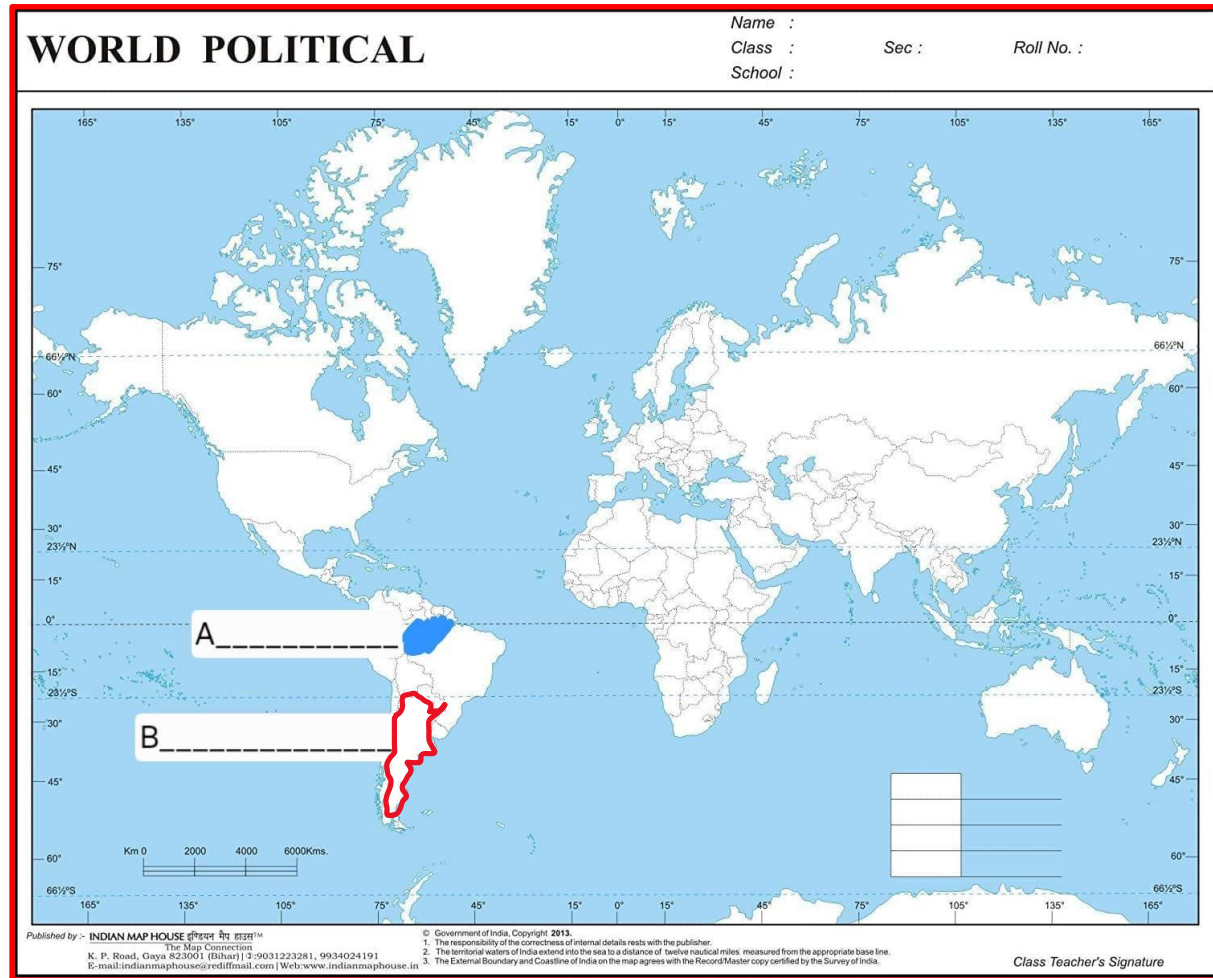 WORLD POLITICAL
Name :
Class : Sec : Roll No. :
School :
165° 135° 105° 75° 45° 15° 0° 15° 45° 75° 105° 135° 165°
75° 75°
66½°N 66½°N
60° 60°
45° 45°
30° 30°
23½°N 23½°N
15° 15°
0° 0°
A_____________
15° 15°
23½°S 23½°S
30° 30°
B_______________
45° 45°
Km 0 2000 4000 6000Kms.
60° 60°
66½°S 66½°S
165° 135° 105° 75° 45° 15° 0° 15° 45° 75° 105° 135° 165°
Published by :- INDIAN MAP HOUSE इण्डियन मैप हाउस™
The Map Connection
K. P. Road, Gaya 823001 (Bihar)|✆:9031223281, 9934024191
E-mail:indianmaphouse@rediffmail.com|Web:www.indianmaphouse.in
© Government of India, Copyright 2013.
1. The responsibility of the correctness of internal details rests with the publisher.
2. The territorial waters of India extend into the sea to a distance of twelve nautical miles measured from the appropriate base line.
3. The External Boundary and Coastline of India on the map agrees with the Record/Master copy certified by the Survey of India.
Class Teacher's Signature